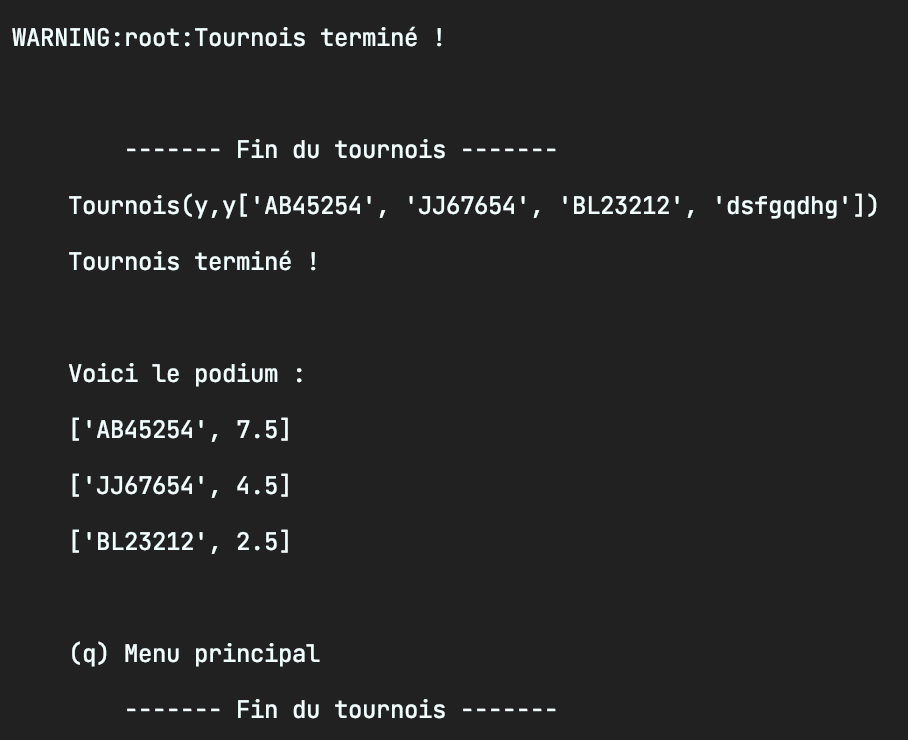 WARNING:root:Tournois terminé !
------- Fin du tournois -------
Tournois(y,y['AB45254', 'JJ67654', 'BL23212', 'dsfgqdhg'])
Tournois terminé !
Voici le podium :
['AB45254', 7.5]
['JJ67654', 4.5]
['BL23212', 2.5]
(q) Menu principal
------- Fin du tournois -------